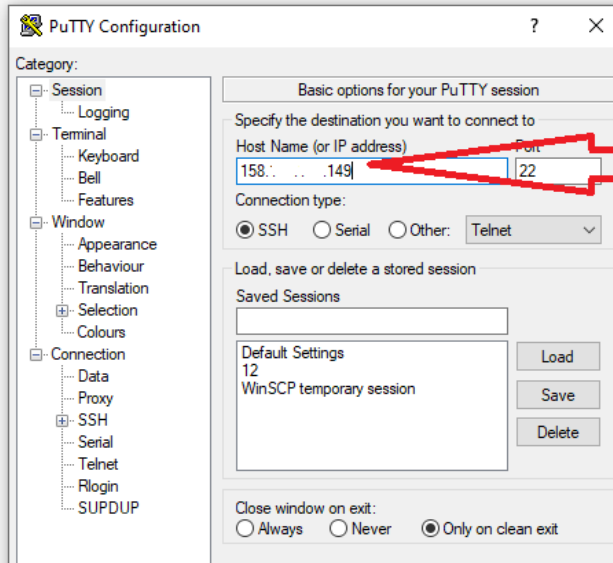 PuTTY Configuration
? ×
Category:
Session
Logging
Terminal
Keyboard
Bell
Features
Window
Appearance
Behaviour
Translation
Selection
Colours
Connection
Data
Proxy
SSH
Serial
Telnet
Rlogin
SUPDUP
Basic options for your PuTTY session
Specify the destination you want to connect to
Host Name (or IP address) Port
158. .149 22
Connection type:
SSH Serial Other: Telnet
Load, save or delete a stored session
Saved Sessions
Default Settings
12
WinSCP temporary session
Load
Save
Delete
Close window on exit:
Always Never Only on clean exit